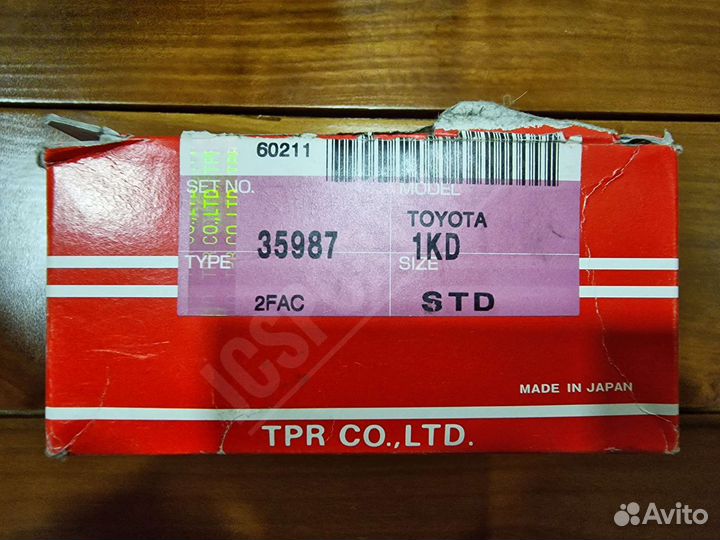 60211
SET NO.
MODEL
TOYOTA
35987
1KD
TYPE
SIZE
2FAC
STD
MADE IN JAPAN
TPR CO.,LTD.
Avito